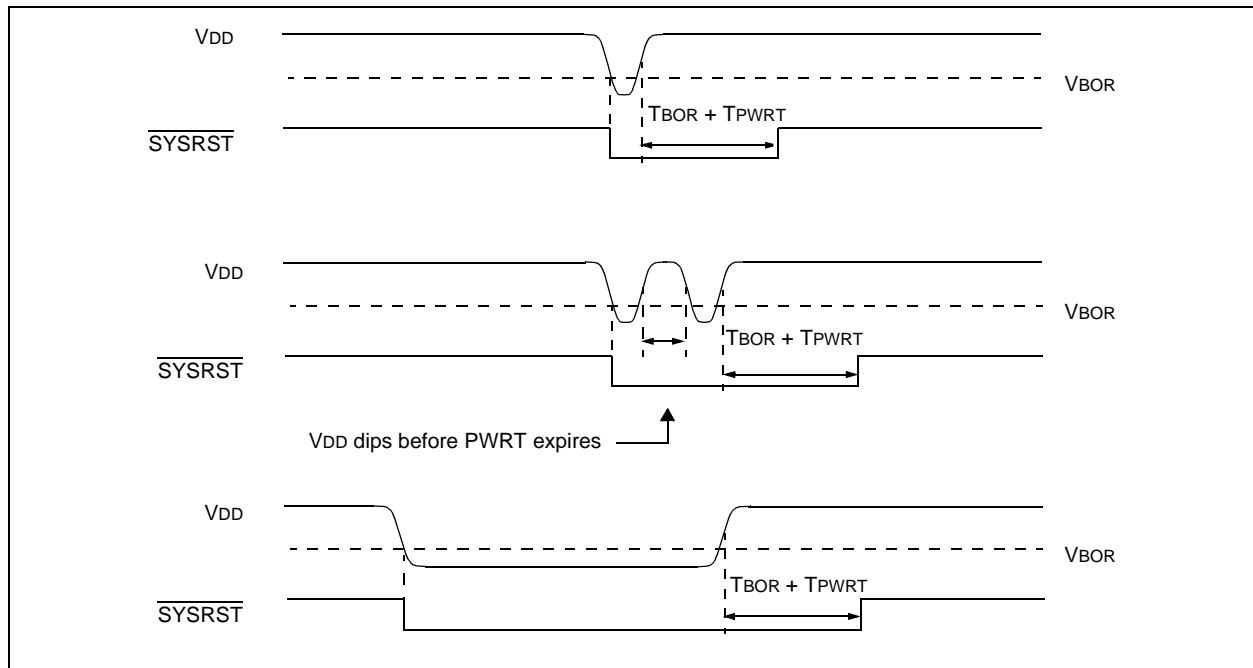 VDD
VBOR
TBOR + TPWRT
SYSRST
VDD
VBOR
TBOR + TPWRT
SYSRST
VDD dips before PWRT expires
VDD
VBOR
TBOR + TPWRT
SYSRST